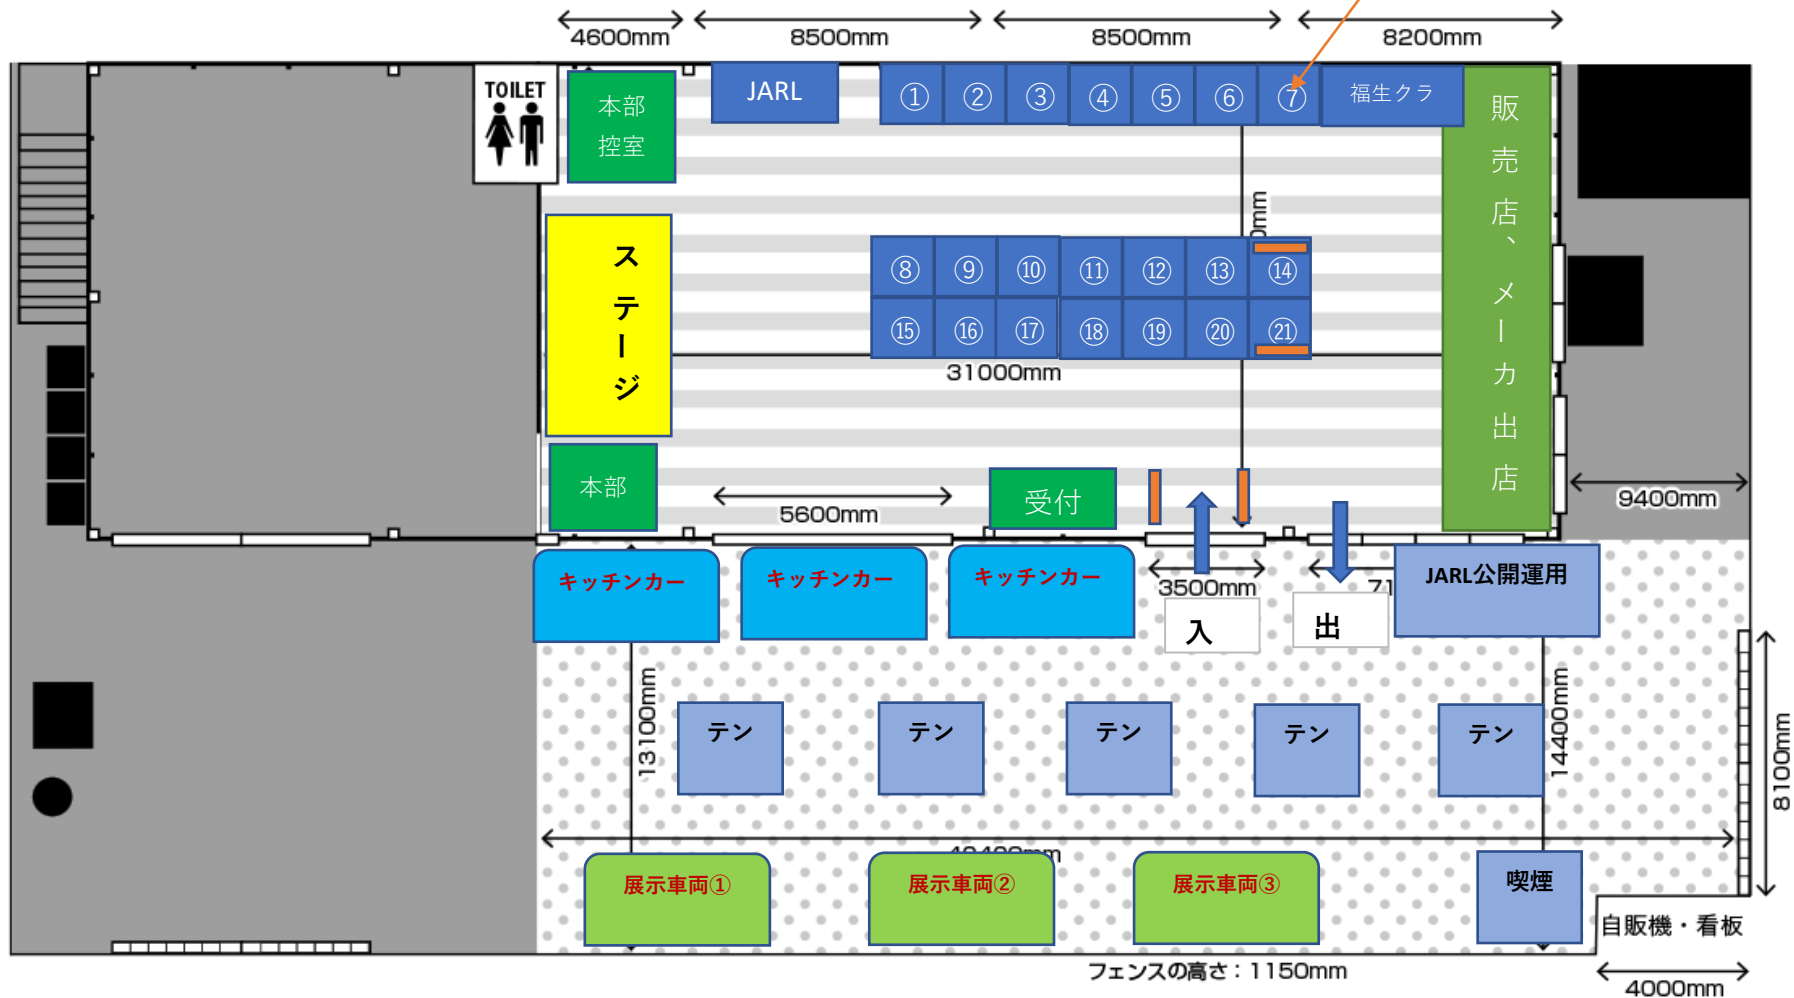 4600mm
8500mm
8500mm
8200mm
TOILET
本部
控室
JARL
①
②
③
④
⑤
⑥
⑦
福生クラ
販売店、メーカ出店
ステージ
0mm
⑧
⑨
⑩
⑪
⑫
⑬
⑭
⑮
⑯
⑰
⑱
⑲
⑳
㉑
31000mm
本部
5600mm
受付
9400mm
キッチンカー
キッチンカー
キッチンカー
3500mm
71
JARL公開運用
入
出
13100mm
テン
テン
テン
テン
テン
14400mm
8100mm
展示車両①
展示車両②
展示車両③
喫煙
自販機・看板
フェンスの高さ：1150mm
4000mm